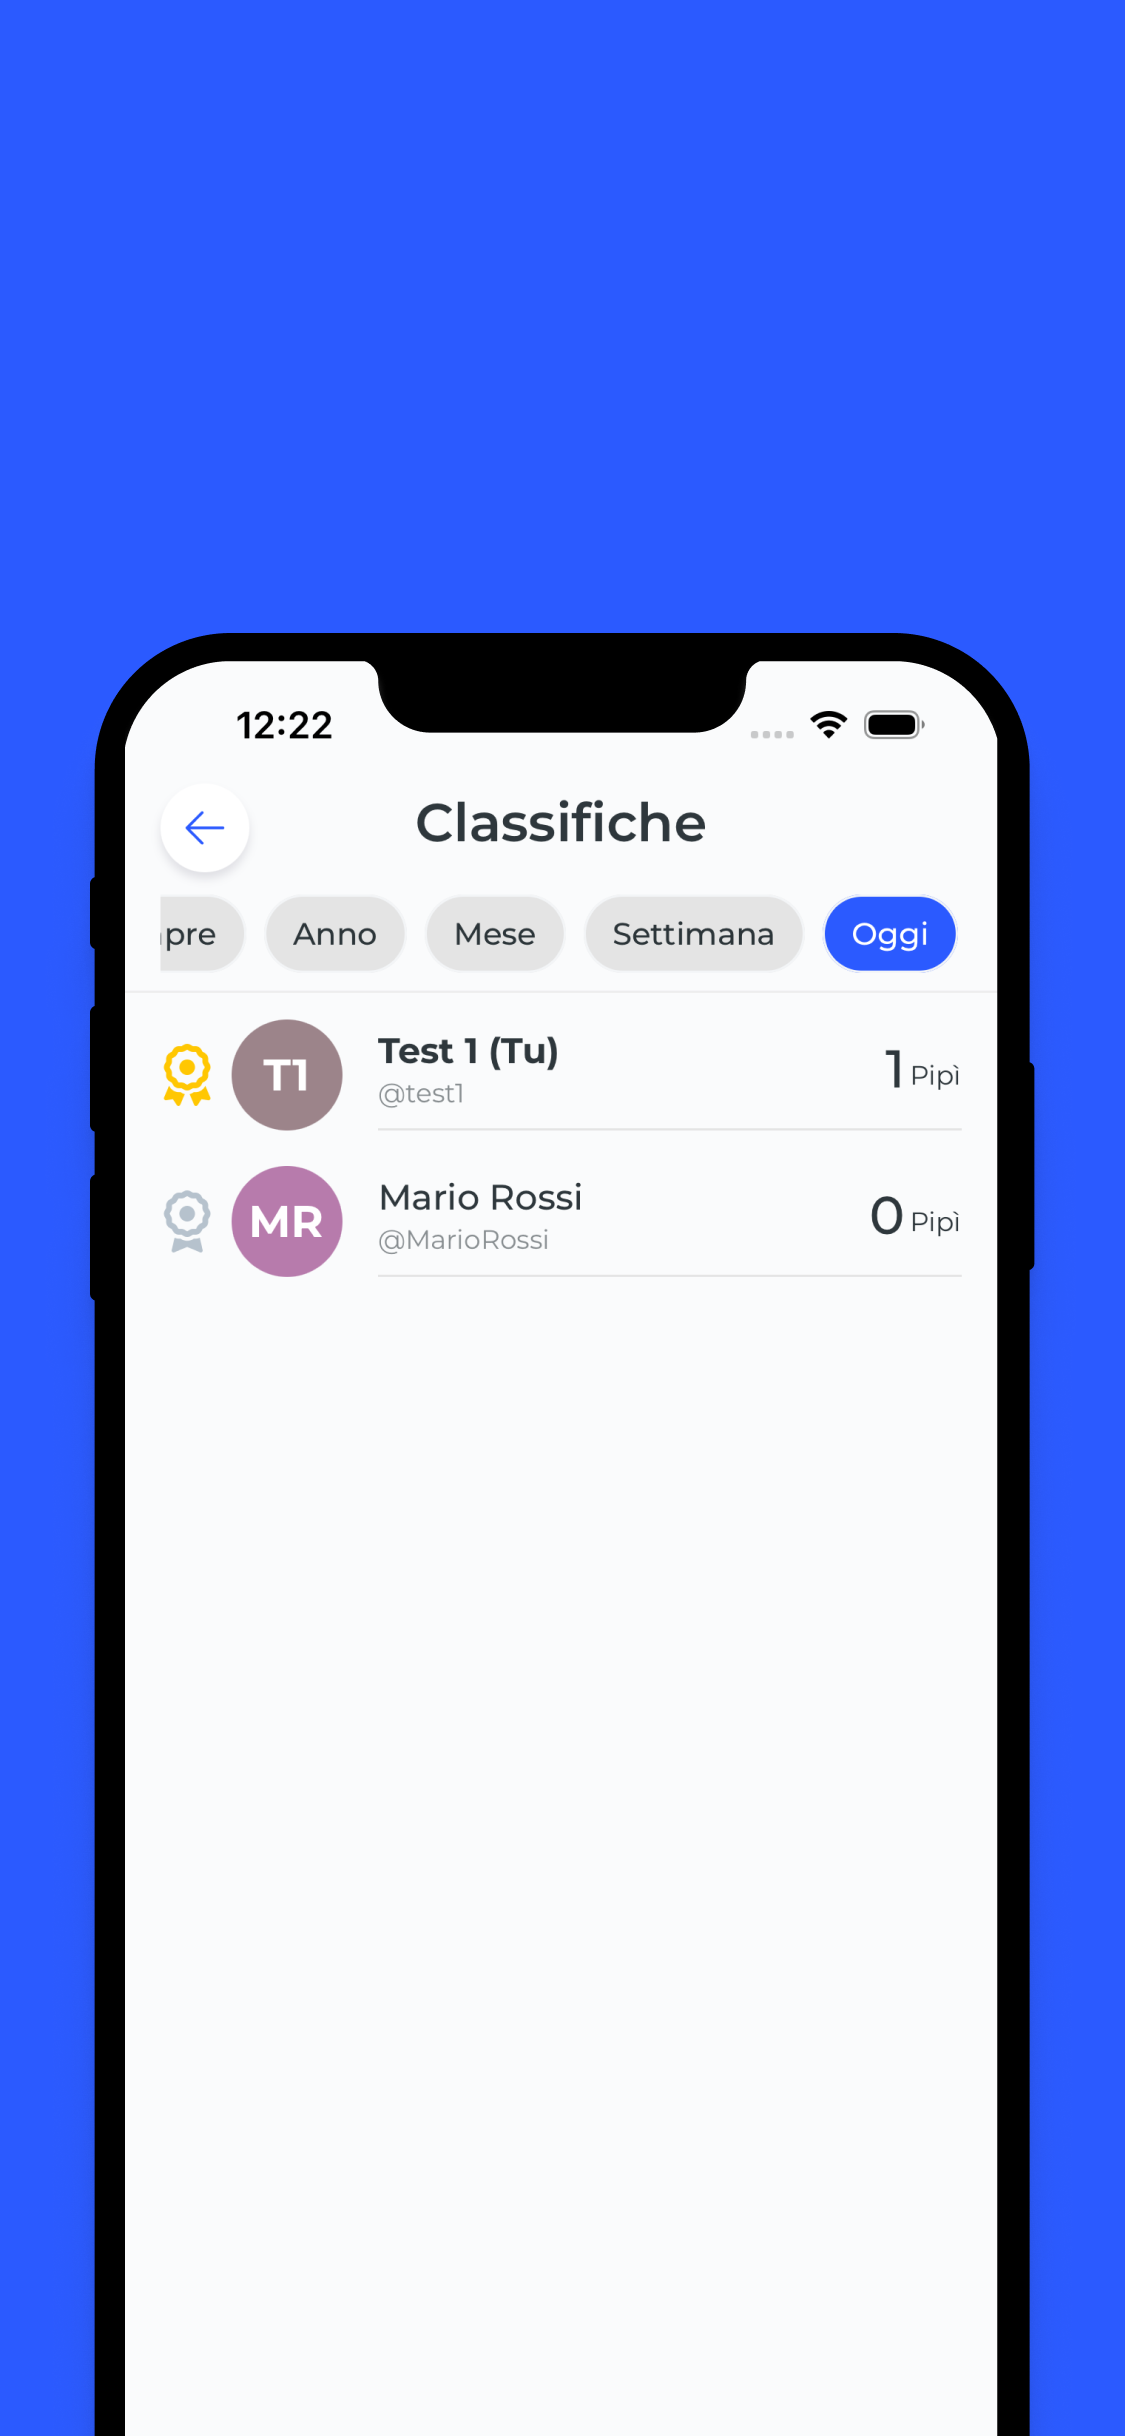 12:22
Classifiche
pre Anno Mese Settimana Oggi
T1 Test 1 (Tu) 1 Pipì
@test1
MR Mario Rossi 0 Pipì
@MarioRossi